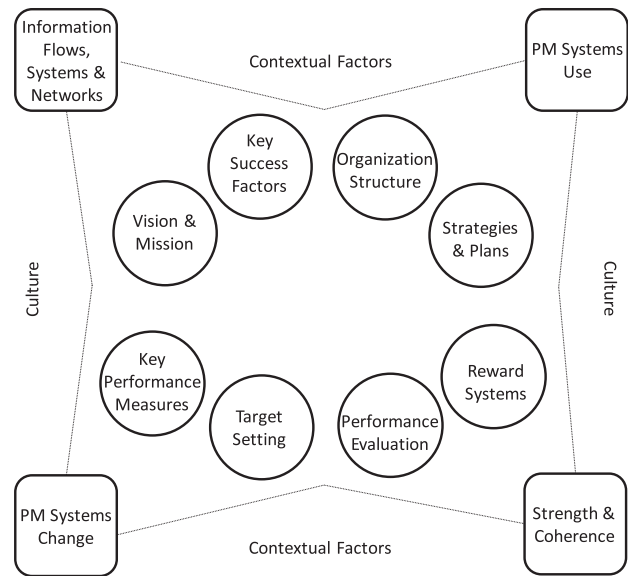 Information
Flows,
Systems &
Networks
Contextual Factors
PM Systems
Use
Key
Success
Factors
Organization
Structure
Vision &
Mission
Strategies
& Plans
Culture
Culture
Key
Performance
Measures
Target
Setting
Performance
Evaluation
Reward
Systems
PM Systems
Change
Contextual Factors
Strength &
Coherence